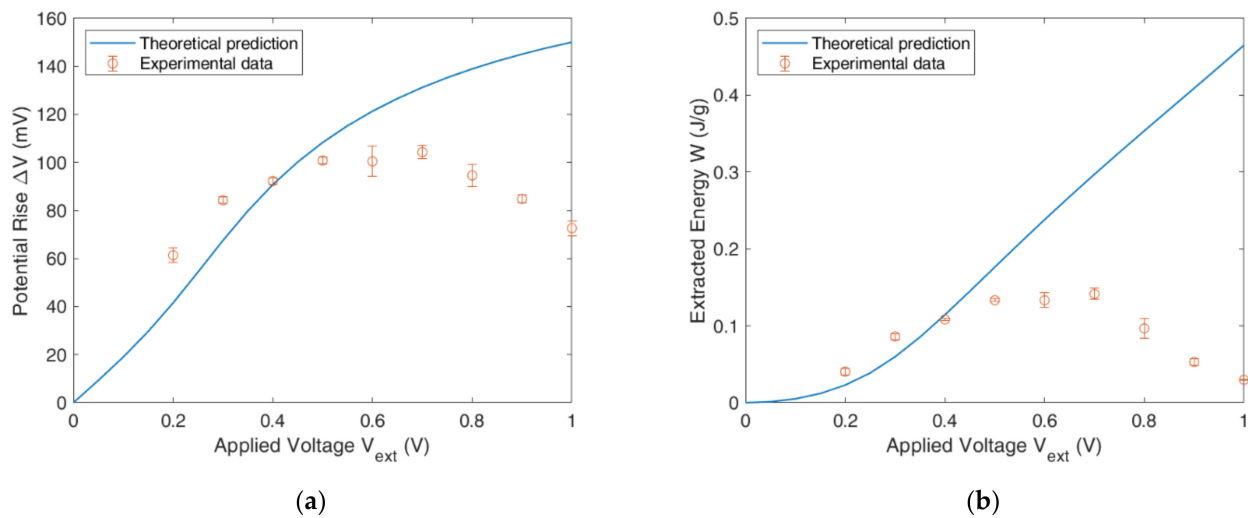 160
140
120
100
80
60
40
20
0
Potential Rise ΔV (mV)
Theoretical prediction
Experimental data
0 0.2 0.4 0.6 0.8 1
Applied Voltage V_ext (V)
(a)
0.5
0.4
0.3
0.2
0.1
0
Extracted Energy W (J/g)
Theoretical prediction
Experimental data
0 0.2 0.4 0.6 0.8 1
Applied Voltage V_ext (V)
(b)